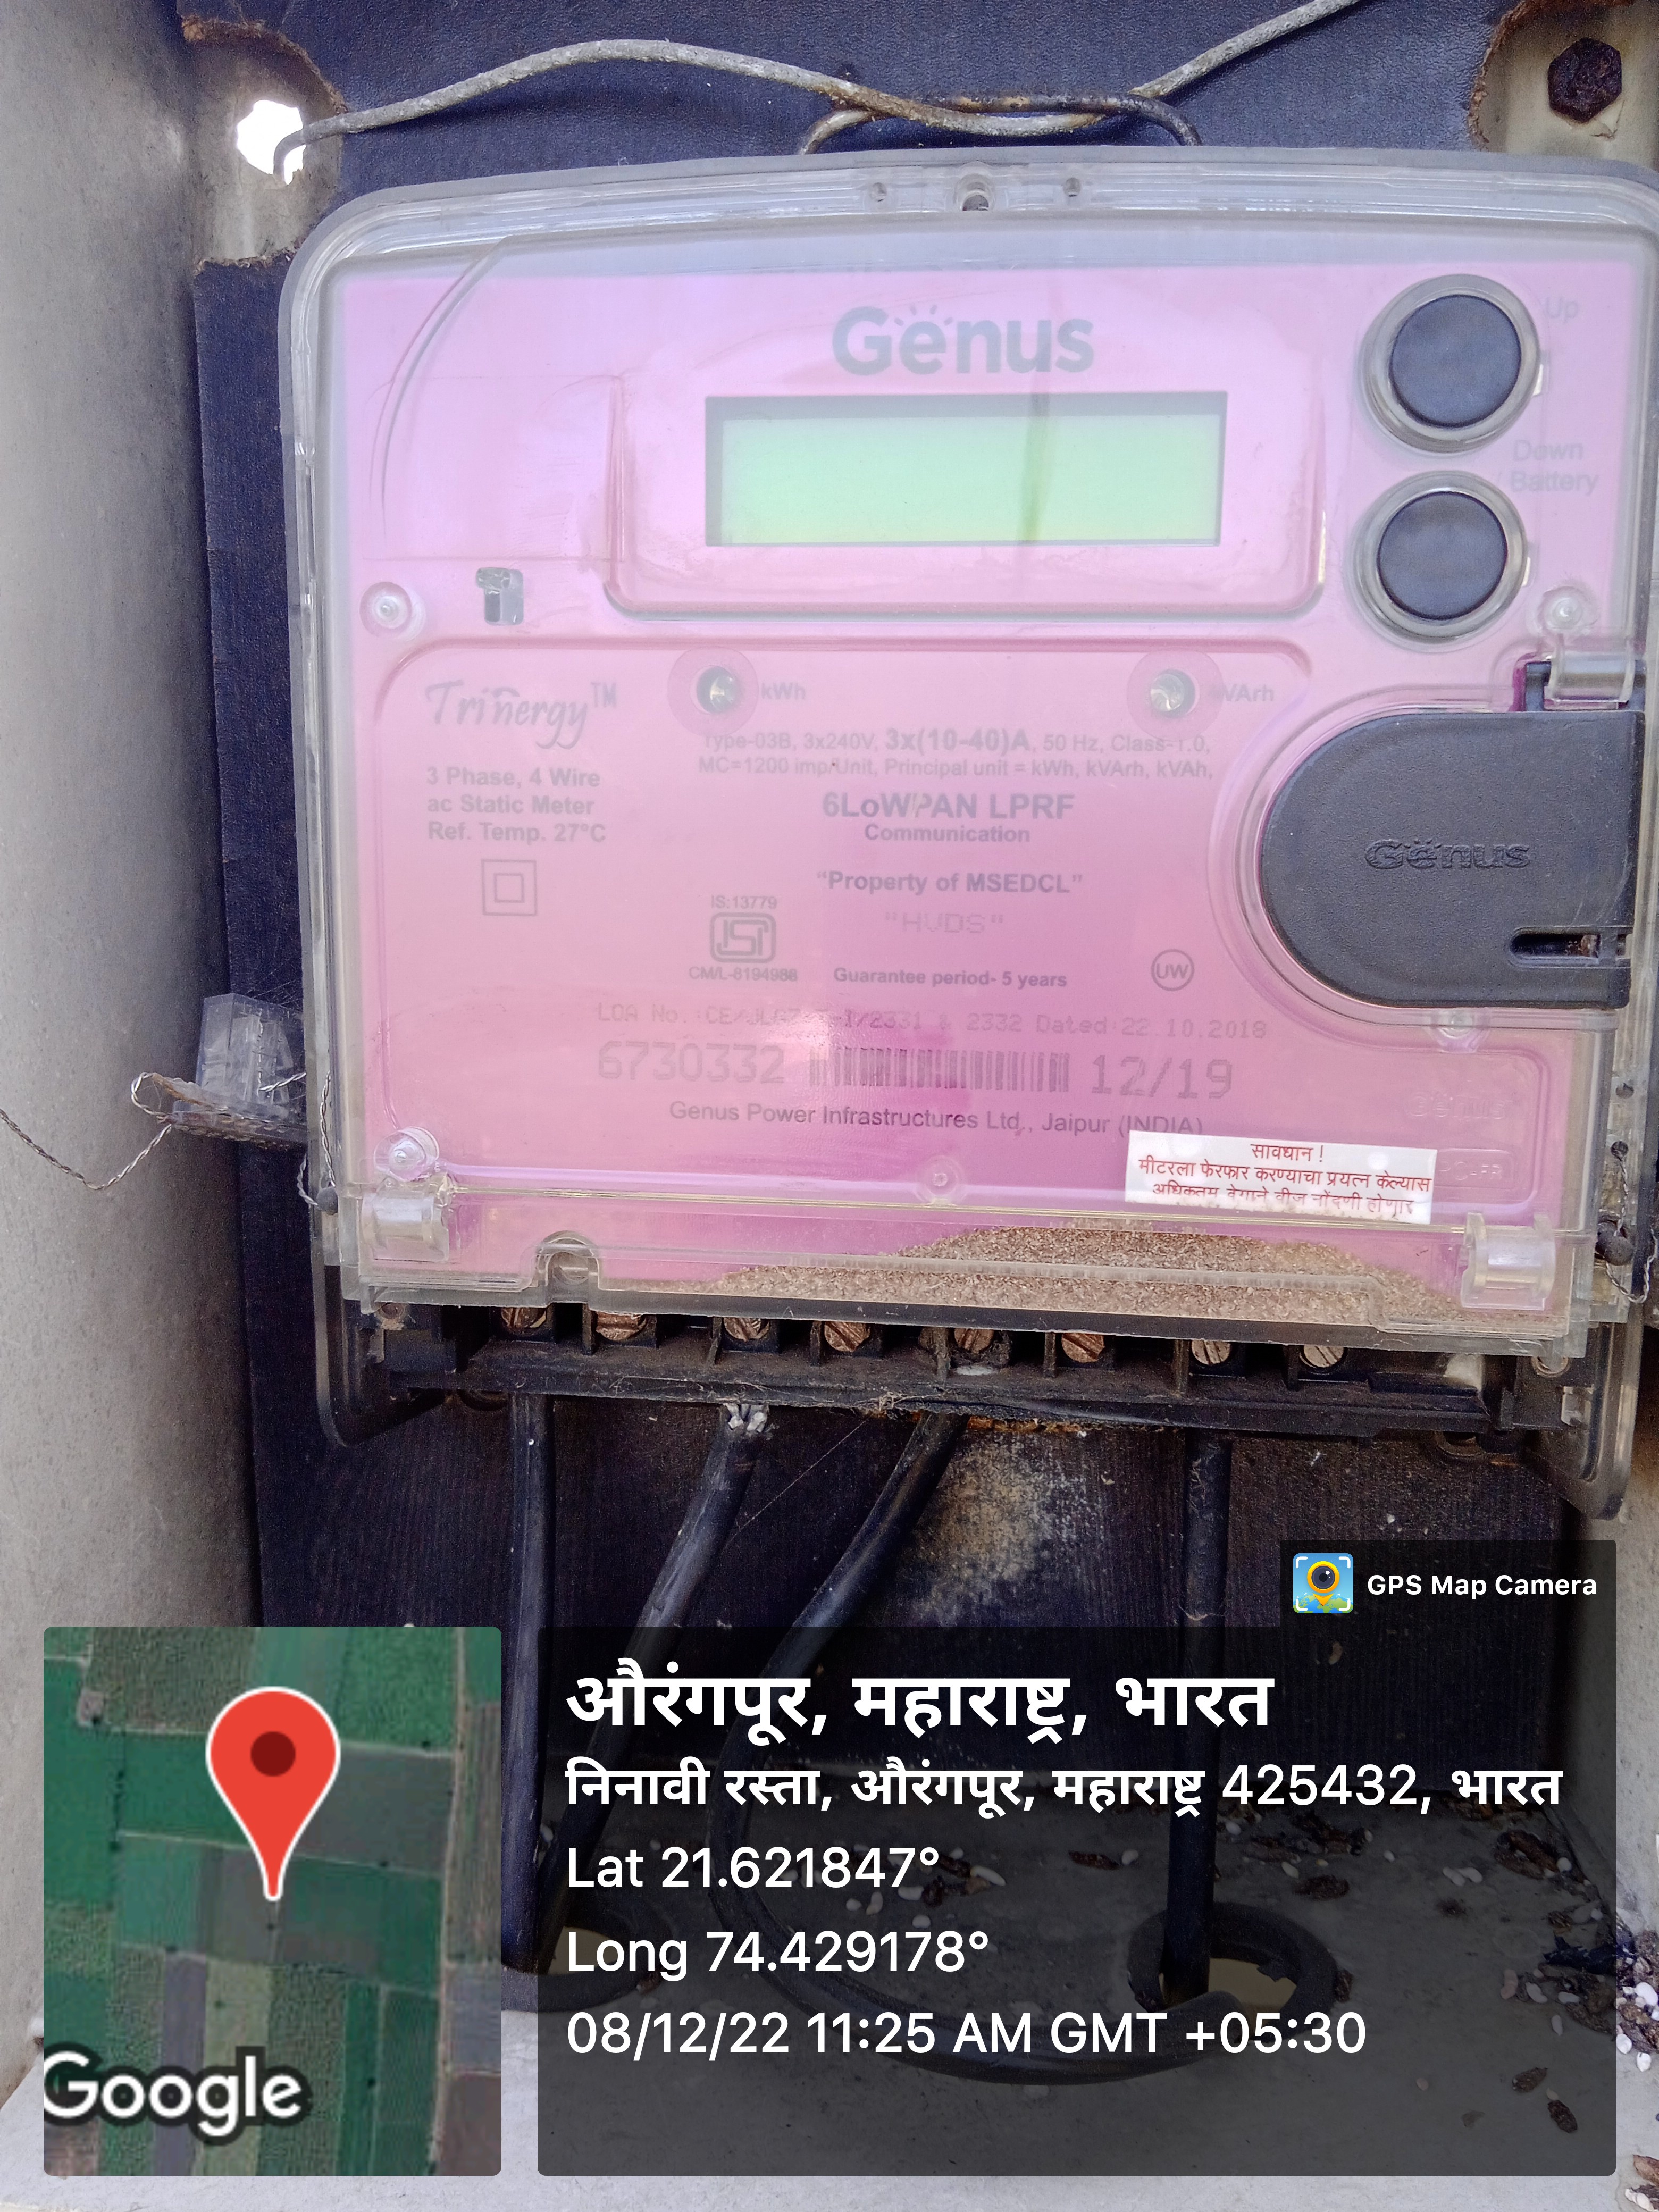 Genus
Up
Down
/ Battery
Trinergy™
kWh
kVArh
Type-03B, 3x240V, 3x(10-40)A, 50 Hz, Class-1.0,
MC=1200 imp/Unit, Principal unit = kWh, kVArh, kVAh,
3 Phase, 4 Wire
ac Static Meter
Ref. Temp. 27°C
6LoWPAN LPRF
Communication
Genus
"Property of MSEDCL"
"HVDS"
IS:13779
ISI
CM/L-8194988
Guarantee period- 5 years
UW
LOA No.:CE/ 2331 & 2332 Dated:22.10.2018
6730332 12/19
Genus Power Infrastructures Ltd., Jaipur (INDIA)
सावधान !
मीटरला फेरफार करण्याचा प्रयत्न केल्यास
अधिकतम वेगाने वीज नोंदणी होणार
GPS Map Camera
औरंगपूर, महाराष्ट्र, भारत
निनावी रस्ता, औरंगपूर, महाराष्ट्र 425432, भारत
Lat 21.621847°
Long 74.429178°
08/12/22 11:25 AM GMT +05:30
Google